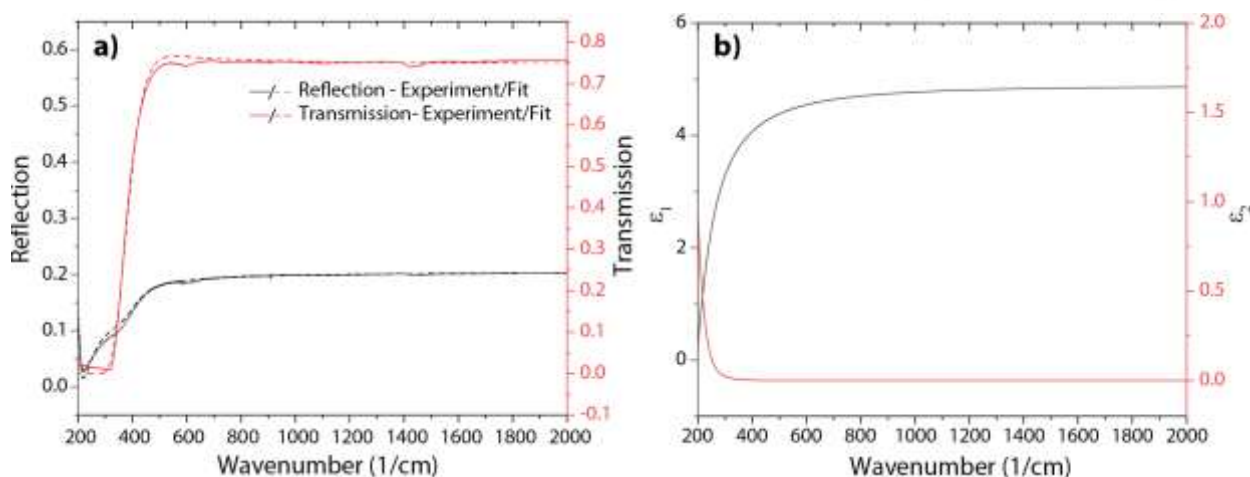 a)
Reflection - Experiment/Fit
Transmission- Experiment/Fit
0.6
0.5
0.4
0.3
0.2
0.1
0.0
Reflection
0.8
0.7
0.6
0.5
0.4
0.3
0.2
0.1
0.0
-0.1
Transmission
200 400 600 800 1000 1200 1400 1600 1800 2000
Wavenumber (1/cm)
b)
6
4
2
0
ε1
2.0
1.5
1.0
0.5
0.0
ε2
200 400 600 800 1000 1200 1400 1600 1800 2000
Wavenumber (1/cm)